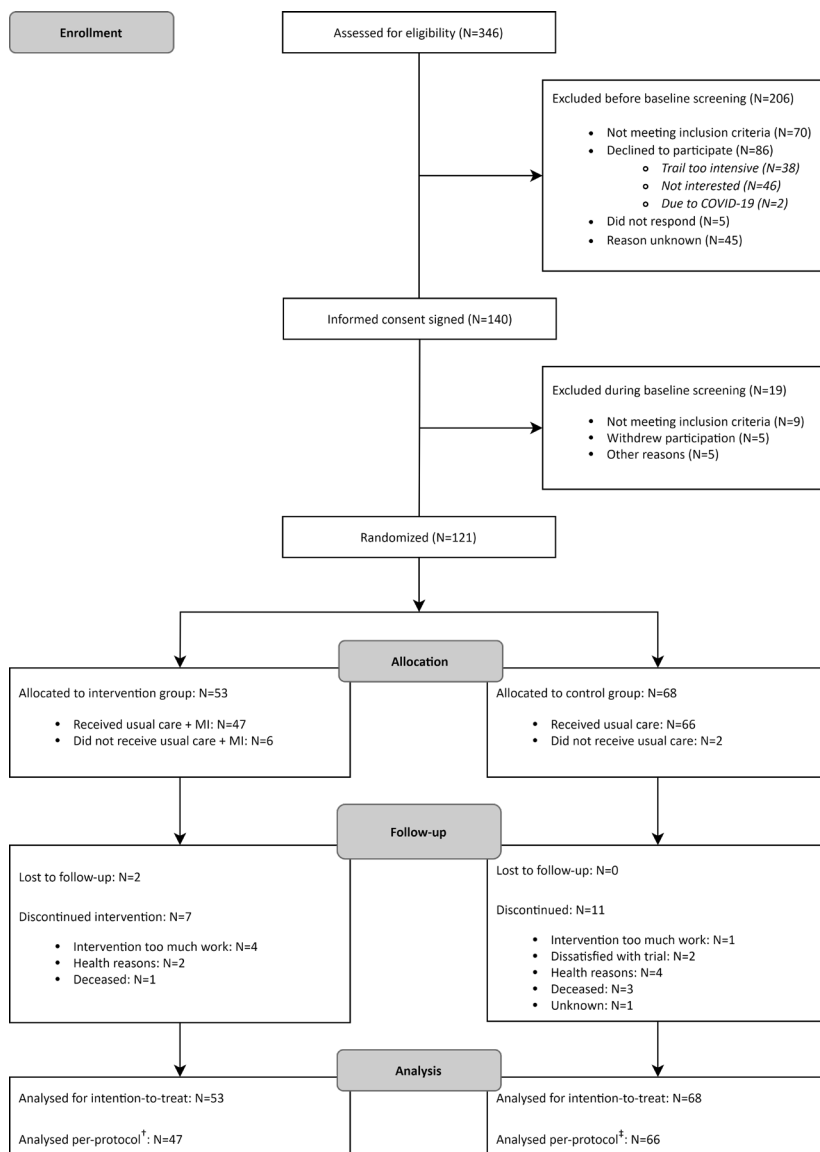 Enrollment
Assessed for eligibility (N=346)
Excluded before baseline screening (N=206)
• Not meeting inclusion criteria (N=70)
• Declined to participate (N=86)
o Trail too intensive (N=38)
o Not interested (N=46)
o Due to COVID-19 (N=2)
• Did not respond (N=5)
• Reason unknown (N=45)
Informed consent signed (N=140)
Excluded during baseline screening (N=19)
• Not meeting inclusion criteria (N=9)
• Withdrew participation (N=5)
• Other reasons (N=5)
Randomized (N=121)
Allocation
Allocated to intervention group: N=53
• Received usual care + MI: N=47
• Did not receive usual care + MI: N=6
Allocated to control group: N=68
• Received usual care: N=66
• Did not receive usual care: N=2
Follow-up
Lost to follow-up: N=2
Discontinued intervention: N=7
• Intervention too much work: N=4
• Health reasons: N=2
• Deceased: N=1
Lost to follow-up: N=0
Discontinued: N=11
• Intervention too much work: N=1
• Dissatisfied with trial: N=2
• Health reasons: N=4
• Deceased: N=3
• Unknown: N=1
Analysis
Analysed for intention-to-treat: N=53
Analysed per-protocol†: N=47
Analysed for intention-to-treat: N=68
Analysed per-protocol‡: N=66